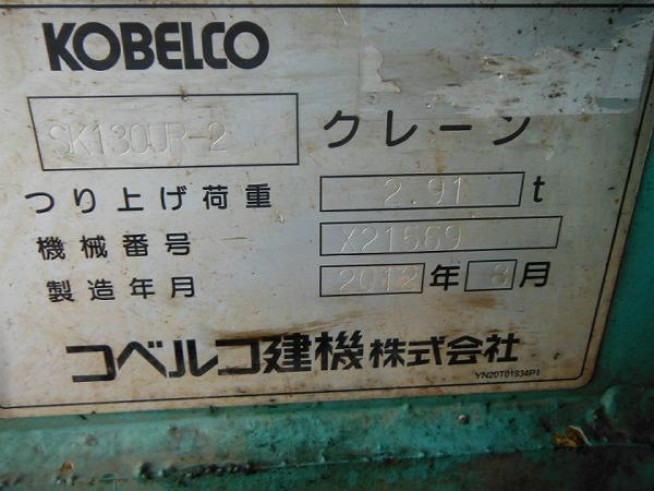 KOBELCO
SK130UR-2 クレーン
つり上げ荷重 2.91 t
機械番号 X21569
製造年月 2012 年 8 月
コベルコ建機株式会社
YN20T01934P1